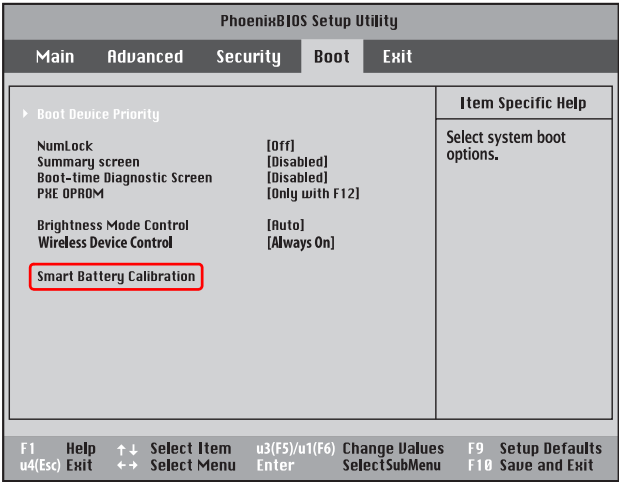 PhoenixBIOS Setup Utility
Main Advanced Security Boot Exit
Boot Device Priority
NumLock [Off]
Summary screen [Disabled]
Boot-time Diagnostic Screen [Disabled]
PXE OPROM [Only with F12]
Brightness Mode Control [Auto]
Wireless Device Control [Always On]
Smart Battery Calibration
Item Specific Help
Select system boot
options.
F1 Help ↑↓ Select Item u3(F5)/u1(F6) Change Values F9 Setup Defaults
u4(Esc) Exit ←→ Select Menu Enter SelectSubMenu F10 Save and Exit